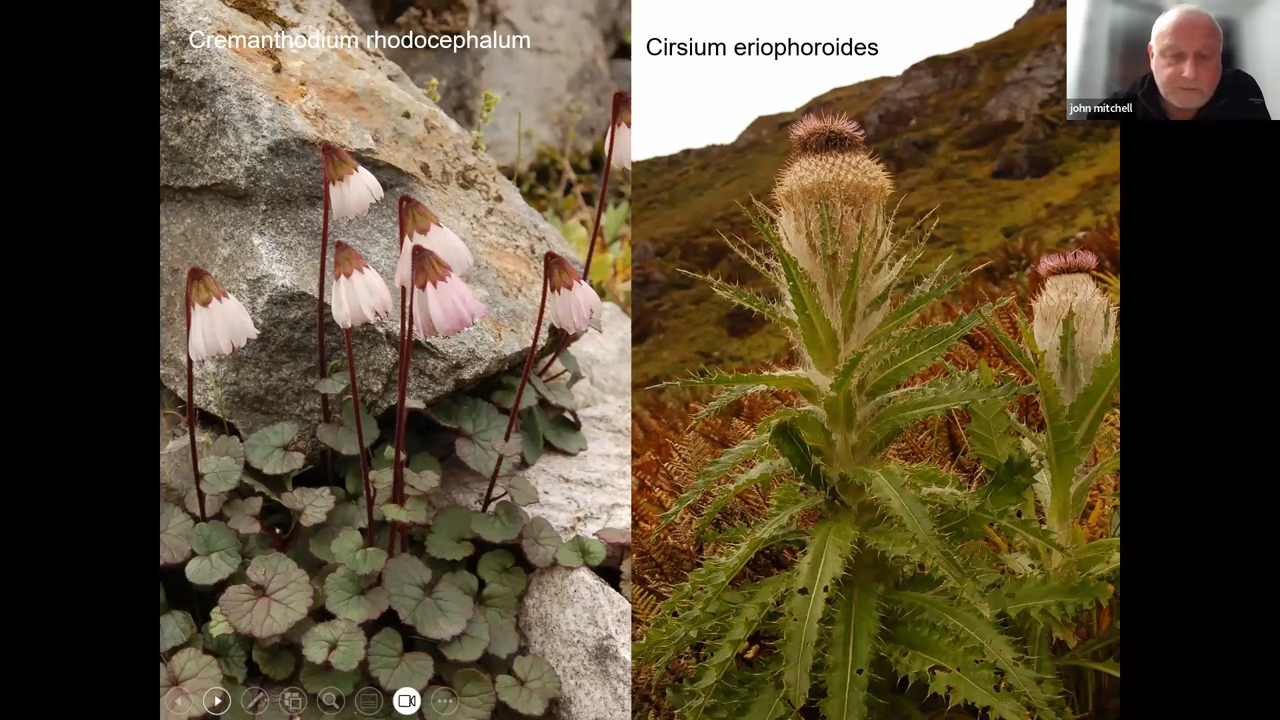 Cremanthodium rhodocephalum
Cirsium eriophoroides
john mitchell